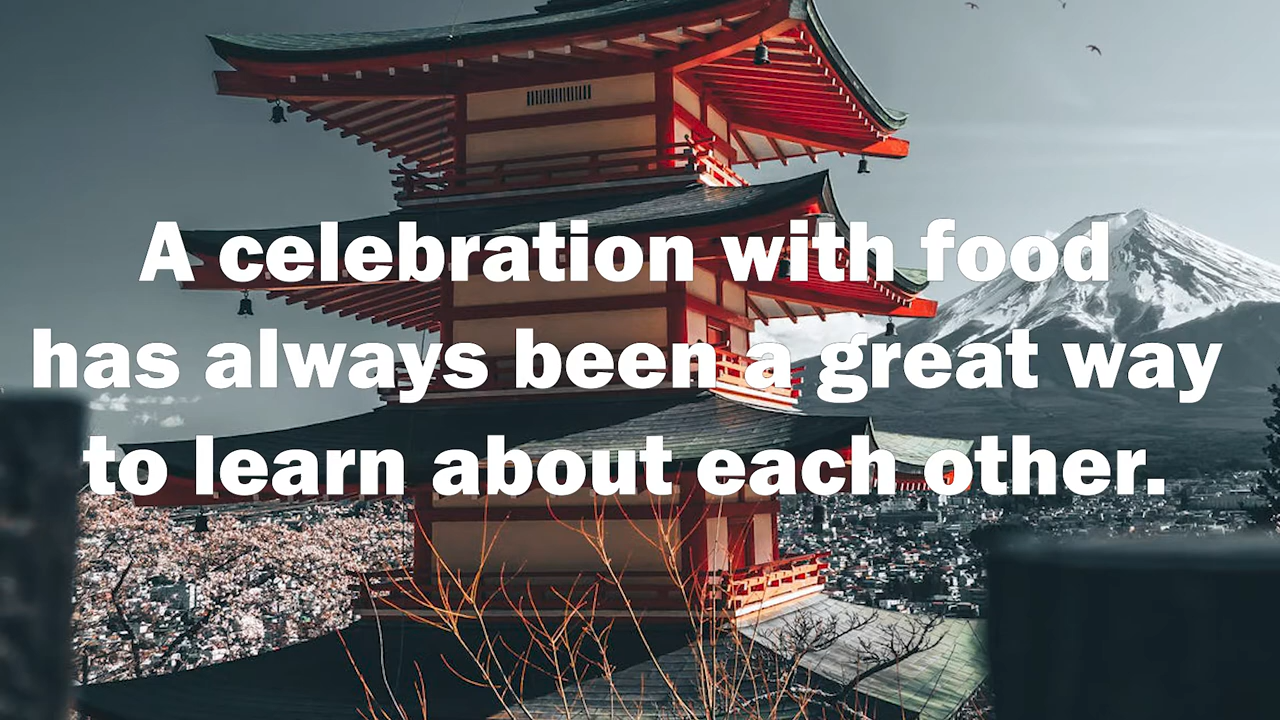 A celebration with food
has always been a great way
to learn about each other.